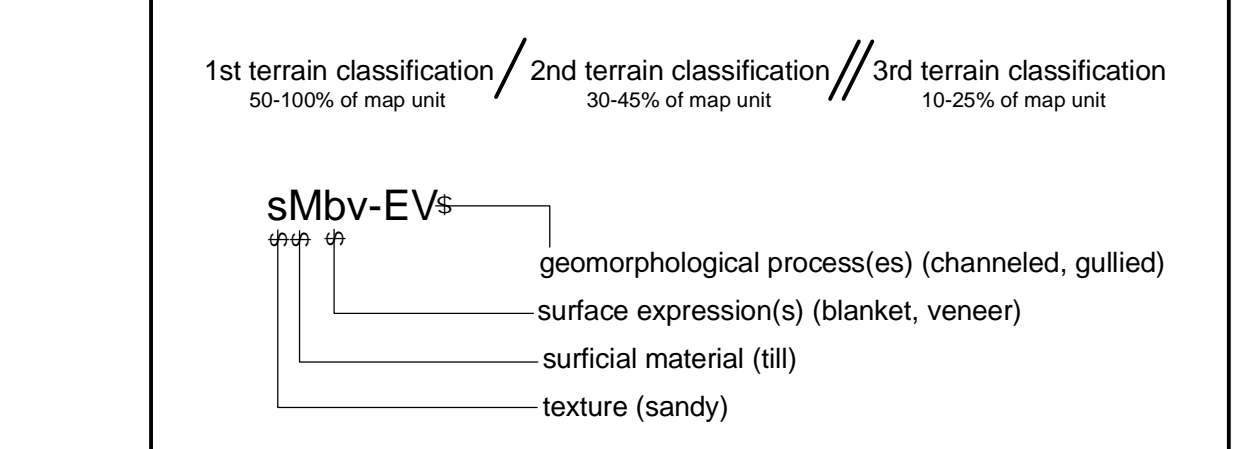 1st terrain classification / 2nd terrain classification // 3rd terrain classification
50-100% of map unit 30-45% of map unit 10-25% of map unit
sMbv-EV$
$$ $
geomorphological process(es) (channeled, gullied)
surface expression(s) (blanket, veneer)
surficial material (till)
texture (sandy)